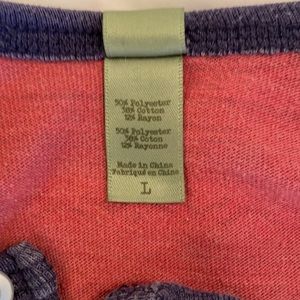 50% Polyester
38% Cotton
12% Rayon
50% Polyester
38% Coton
12% Rayonne
Made in China
Fabriqué en Chine
L